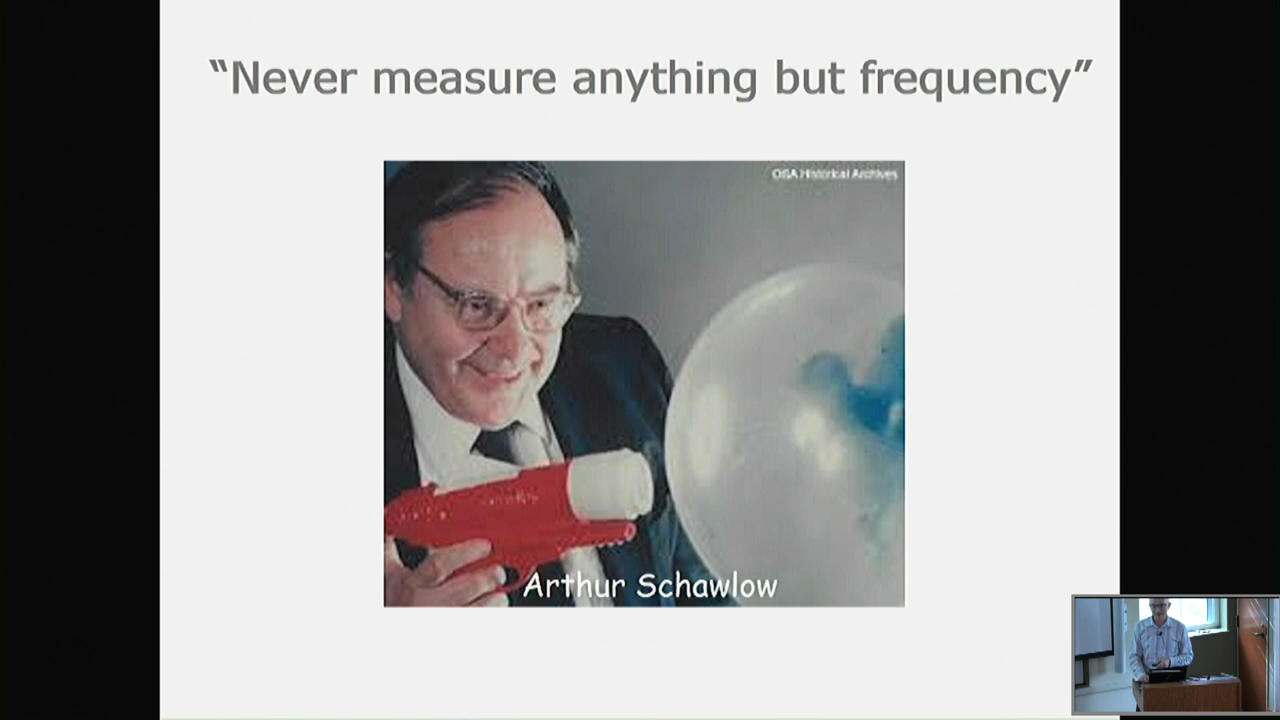 “Never measure anything but frequency”
OSA Historical Archives
Arthur Schawlow